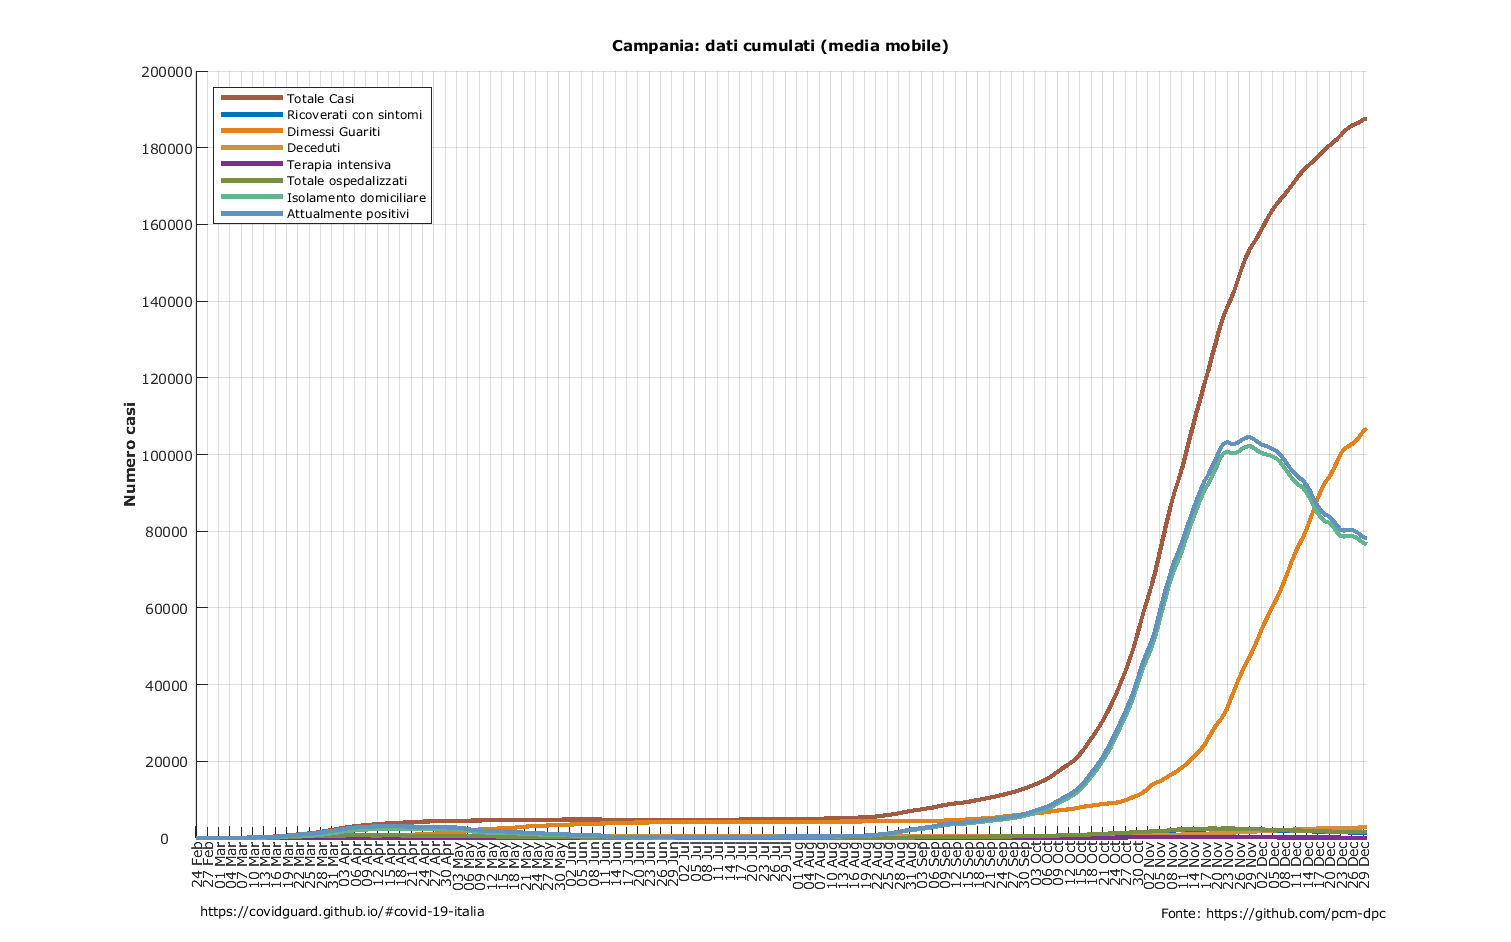 Campania: dati cumulati (media mobile)
200000
180000
160000
140000
120000
100000
80000
60000
40000
20000
0
Numero casi
Totale Casi
Ricoverati con sintomi
Dimessi Guariti
Deceduti
Terapia intensiva
Totale ospedalizzati
Isolamento domiciliare
Attualmente positivi
24 Feb
27 Feb
01 Mar
04 Mar
07 Mar
10 Mar
13 Mar
16 Mar
19 Mar
22 Mar
25 Mar
28 Mar
31 Mar
03 Apr
06 Apr
09 Apr
12 Apr
15 Apr
18 Apr
21 Apr
24 Apr
27 Apr
30 Apr
03 May
06 May
09 May
12 May
15 May
18 May
21 May
24 May
27 May
30 May
02 Jun
05 Jun
08 Jun
11 Jun
14 Jun
17 Jun
20 Jun
23 Jun
26 Jun
29 Jun
02 Jul
05 Jul
08 Jul
11 Jul
14 Jul
17 Jul
20 Jul
23 Jul
26 Jul
29 Jul
01 Aug
04 Aug
07 Aug
10 Aug
13 Aug
16 Aug
19 Aug
22 Aug
25 Aug
28 Aug
31 Aug
03 Sep
06 Sep
09 Sep
12 Sep
15 Sep
18 Sep
21 Sep
24 Sep
27 Sep
30 Sep
03 Oct
06 Oct
09 Oct
12 Oct
15 Oct
18 Oct
21 Oct
24 Oct
27 Oct
30 Oct
02 Nov
05 Nov
08 Nov
11 Nov
14 Nov
17 Nov
20 Nov
23 Nov
26 Nov
29 Nov
02 Dec
05 Dec
08 Dec
11 Dec
14 Dec
17 Dec
20 Dec
23 Dec
26 Dec
29 Dec
https://covidguard.github.io/#covid-19-italia
Fonte: https://github.com/pcm-dpc